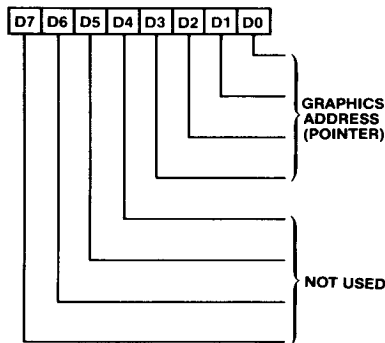 D7 D6 D5 D4 D3 D2 D1 D0
GRAPHICS
ADDRESS
(POINTER)
NOT USED